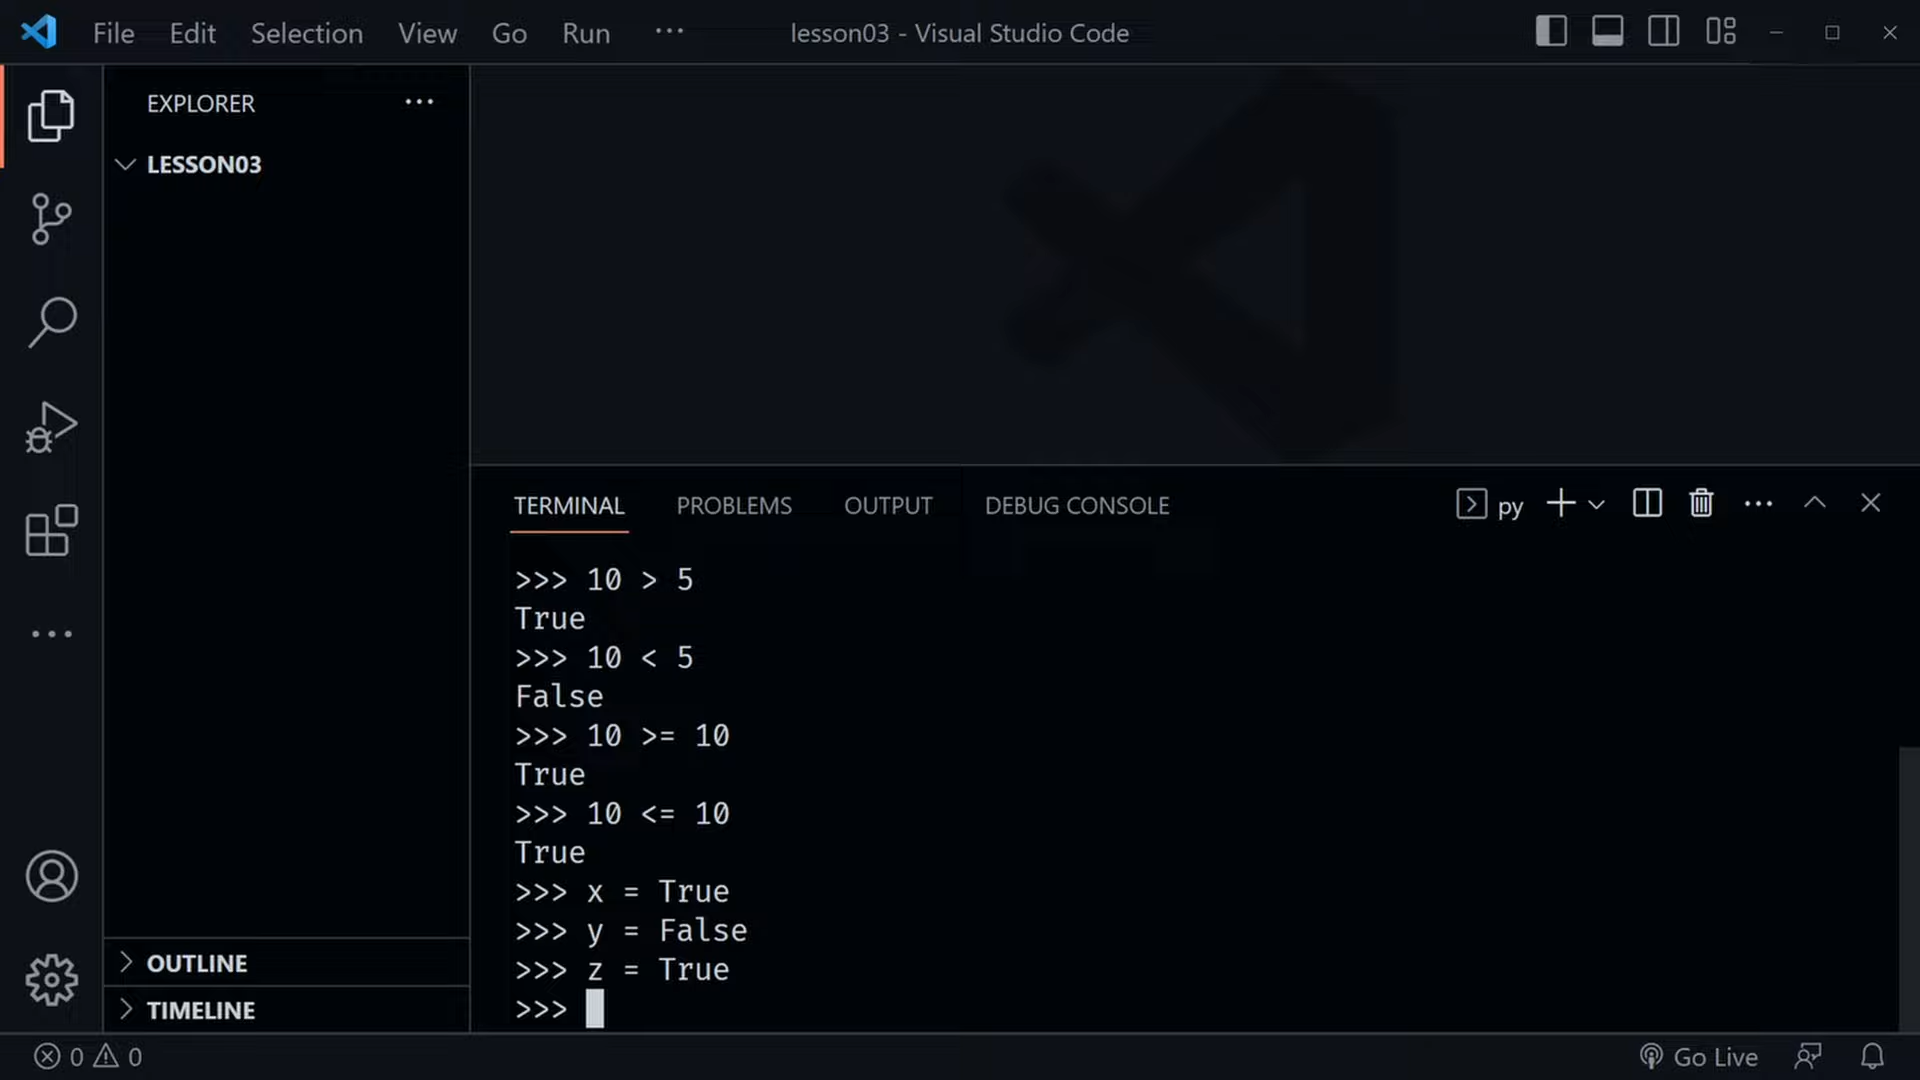 File Edit Selection View Go Run ··· lesson03 - Visual Studio Code
EXPLORER ···
LESSON03
TERMINAL PROBLEMS OUTPUT DEBUG CONSOLE py
>>> 10 > 5
True
>>> 10 < 5
False
>>> 10 >= 10
True
>>> 10 <= 10
True
>>> x = True
>>> y = False
>>> z = True
>>>
OUTLINE
TIMELINE
0 0 Go Live